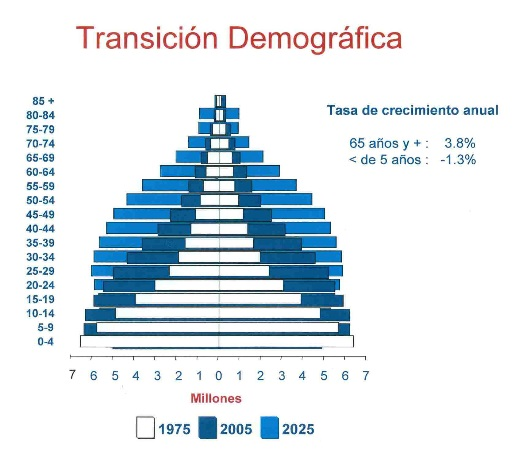 Transición Demográfica
Tasa de crecimiento anual
65 años y + : 3.8%
< de 5 años : -1.3%
85 +
80-84
75-79
70-74
65-69
60-64
55-59
50-54
45-49
40-44
35-39
30-34
25-29
20-24
15-19
10-14
5-9
0-4
7 6 5 4 3 2 1 0 1 2 3 4 5 6 7
Millones
1975 2005 2025